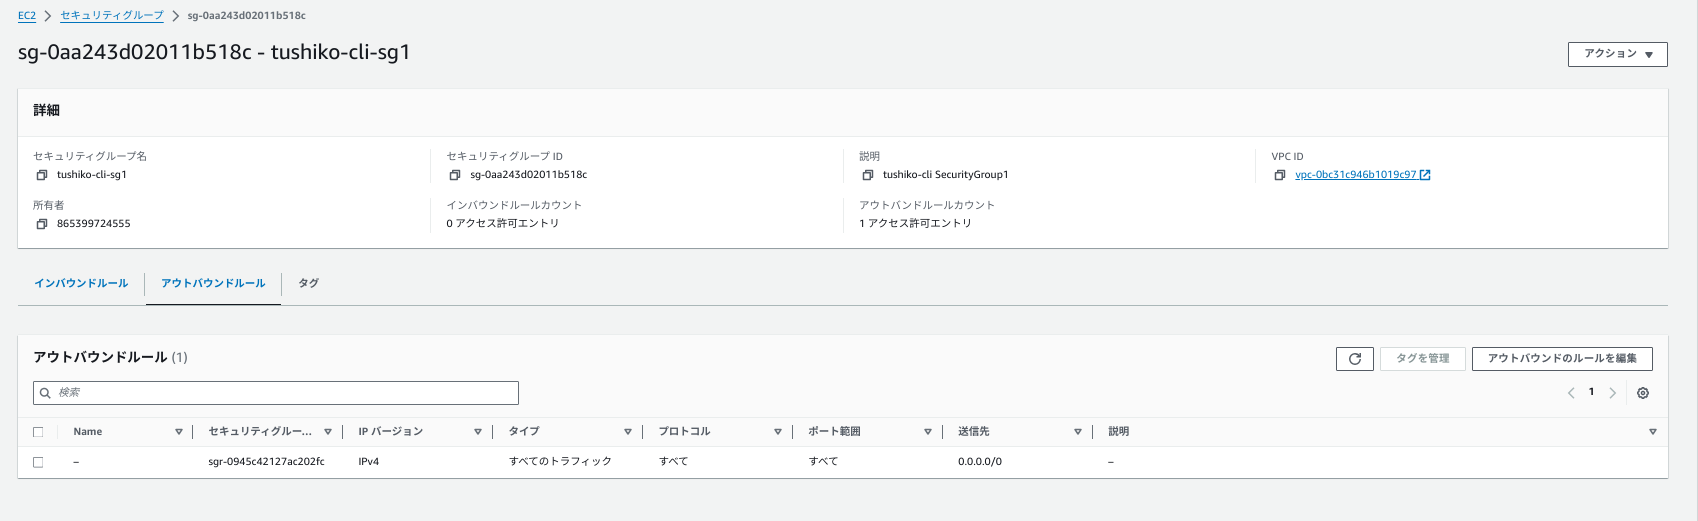 EC2 > セキュリティグループ > sg-0aa243d02011b518c
sg-0aa243d02011b518c - tushiko-cli-sg1
アクション
詳細
セキュリティグループ名
tushiko-cli-sg1
セキュリティグループ ID
sg-0aa243d02011b518c
説明
tushiko-cli SecurityGroup1
VPC ID
vpc-0bc31c946b1019c97
所有者
865399724555
インバウンドルールカウント
0 アクセス許可エントリ
アウトバンドルールカウント
1 アクセス許可エントリ
インバウンドルール アウトバウンドルール タグ
アウトバウンドルール (1)
タグを管理 アウトバウンドのルールを編集
検索
1
Name セキュリティグルー... IP バージョン タイプ プロトコル ポート範囲 送信先 説明
– sgr-0945c42127ac202fc IPv4 すべてのトラフィック すべて すべて 0.0.0.0/0 –